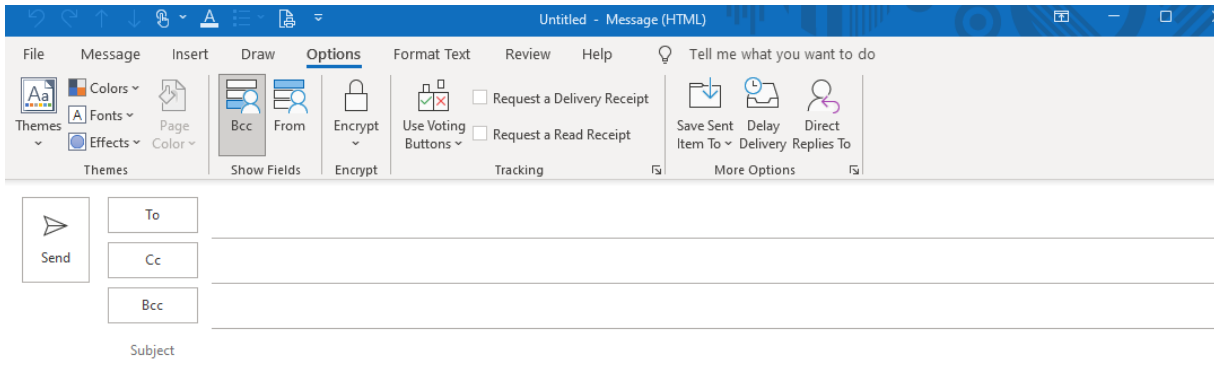 Untitled - Message (HTML)
File Message Insert Draw Options Format Text Review Help Tell me what you want to do
Aa Colors
A Fonts
Effects
Themes
Page
Color
Themes
Bcc From
Show Fields
Encrypt
Encrypt
Use Voting
Buttons
Request a Delivery Receipt
Request a Read Receipt
Tracking
Save Sent
Item To
Delay
Delivery
Direct
Replies To
More Options
Send
To
Cc
Bcc
Subject